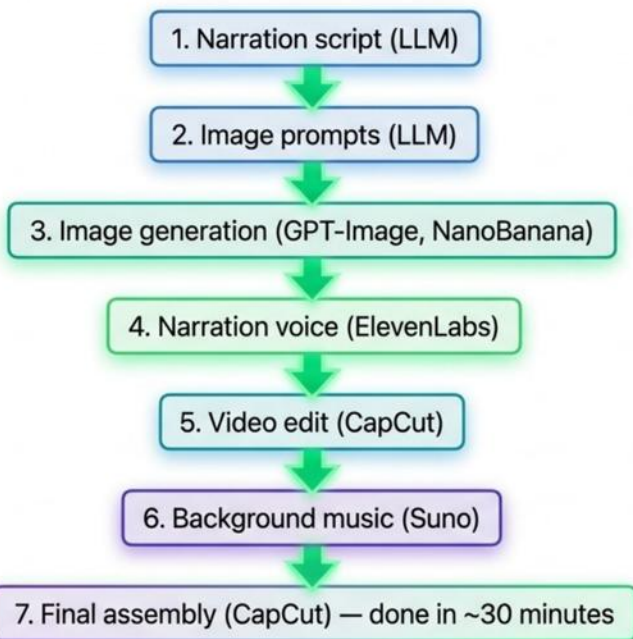 1. Narration script (LLM)
2. Image prompts (LLM)
3. Image generation (GPT-Image, NanoBanana)
4. Narration voice (ElevenLabs)
5. Video edit (CapCut)
6. Background music (Suno)
7. Final assembly (CapCut) — done in ~30 minutes